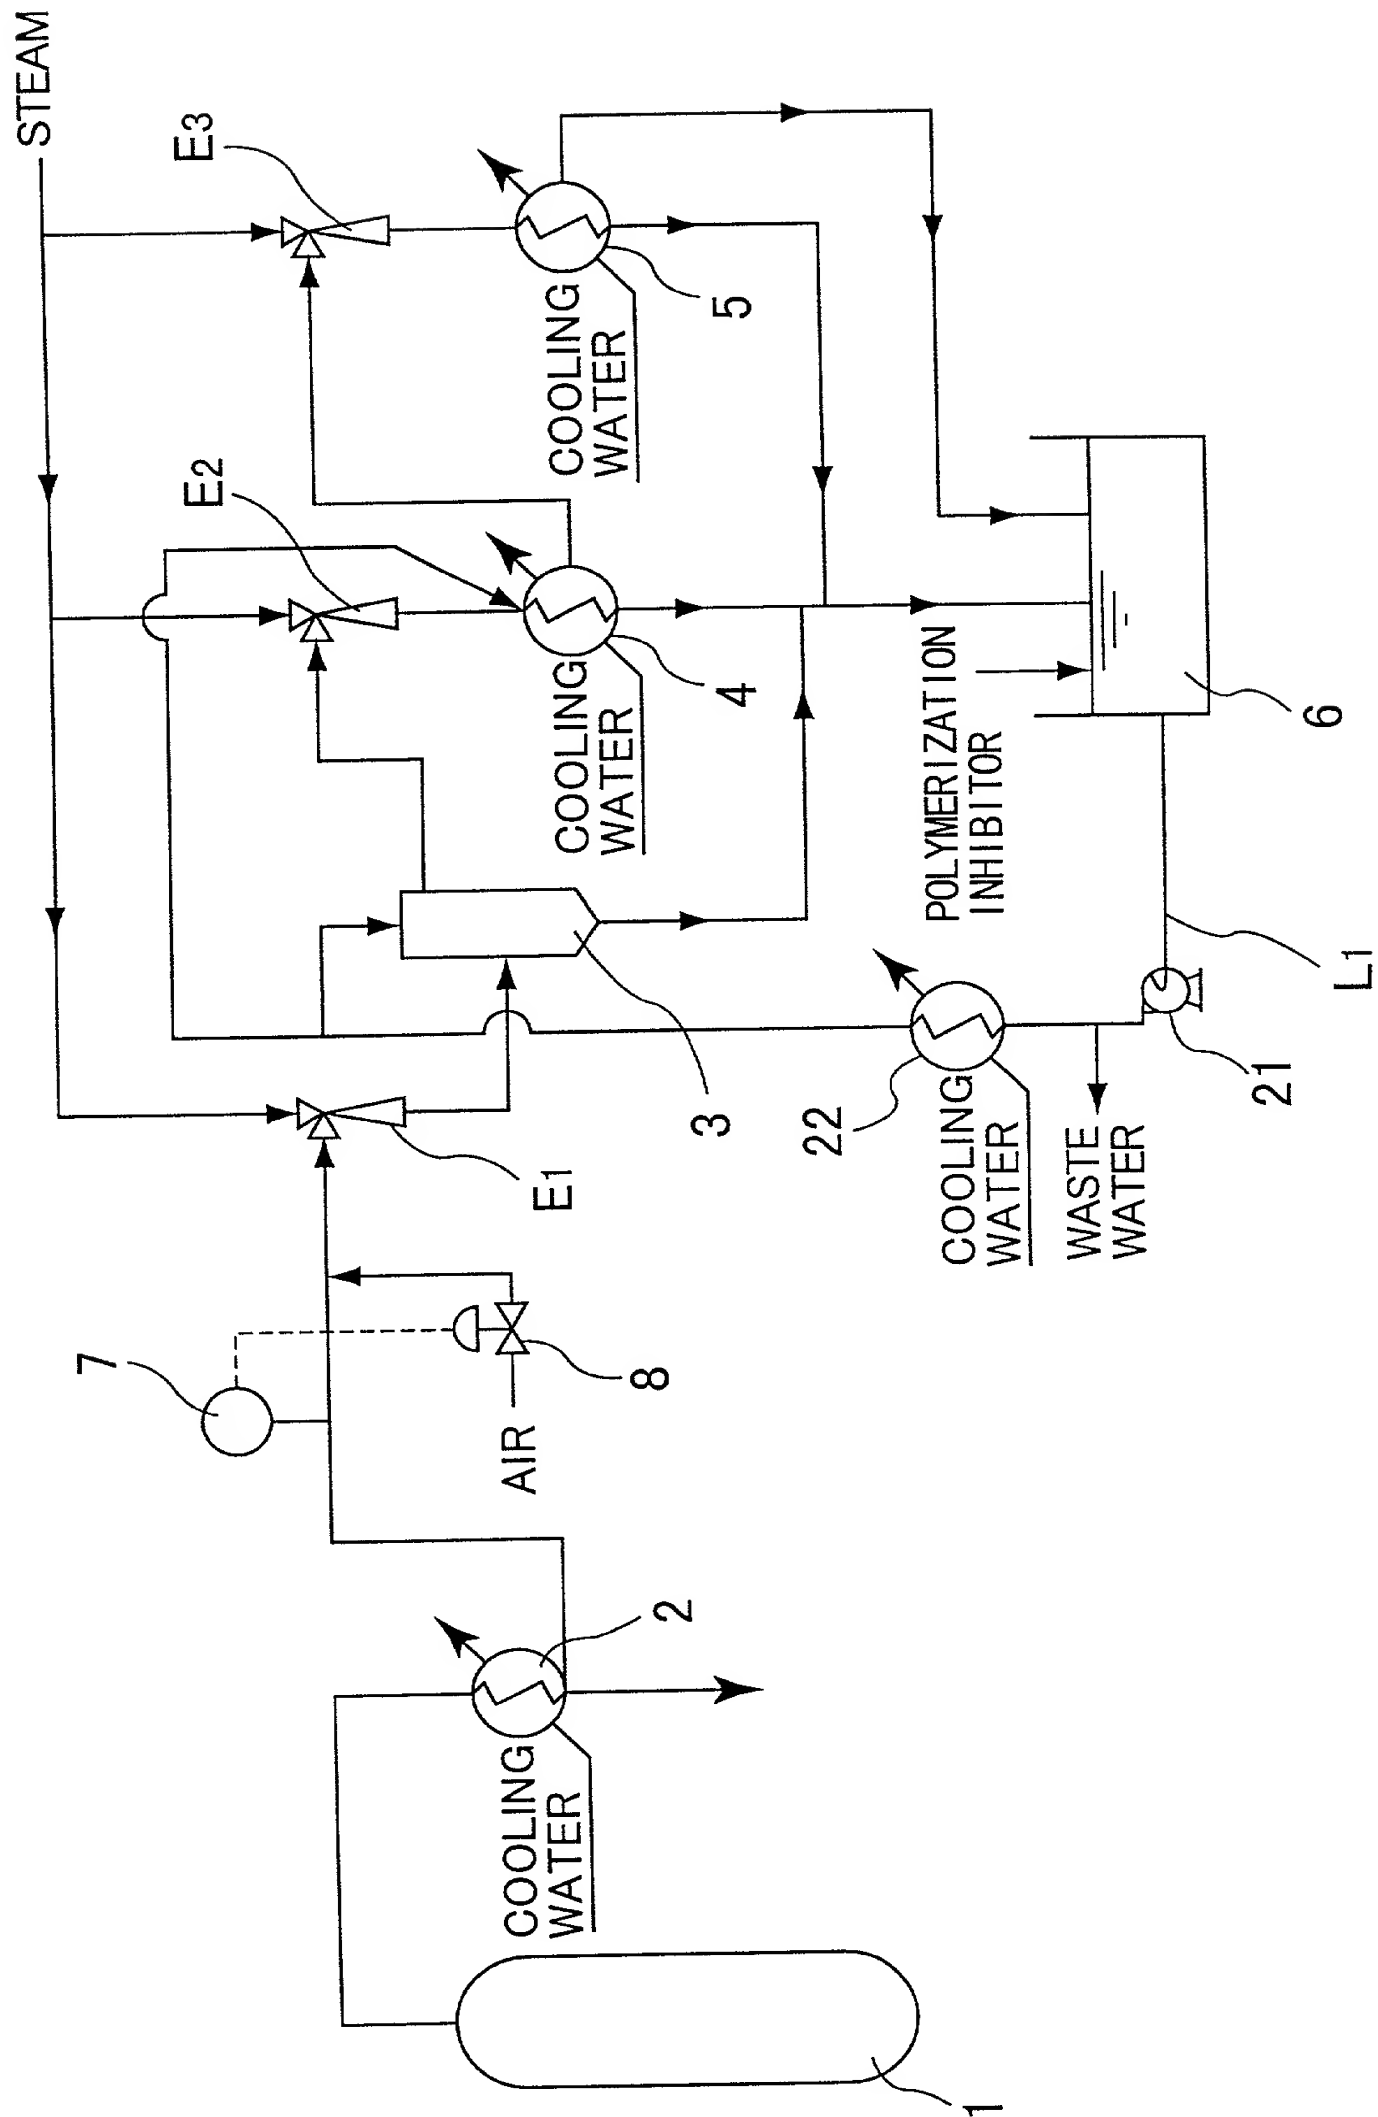 STEAM
E3
E2
E1
7
8
AIR
COOLING
WATER
5
COOLING
WATER
4
3
POLYMERIZATION
INHIBITOR
6
L1
21
22
COOLING
WATER
WASTE
WATER
2
COOLING
WATER
1